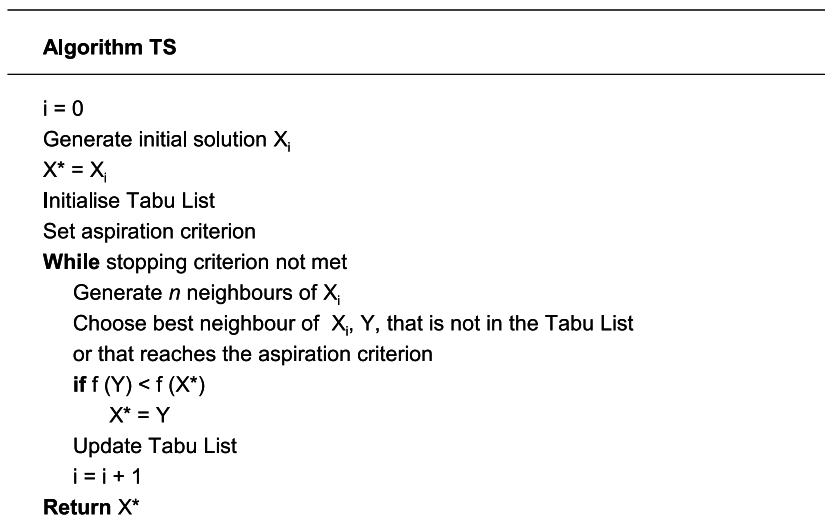 Algorithm TS
i = 0
Generate initial solution Xi
X* = Xi
Initialise Tabu List
Set aspiration criterion
While stopping criterion not met
Generate n neighbours of Xi
Choose best neighbour of Xi, Y, that is not in the Tabu List
or that reaches the aspiration criterion
if f (Y) < f (X*)
X* = Y
Update Tabu List
i = i + 1
Return X*